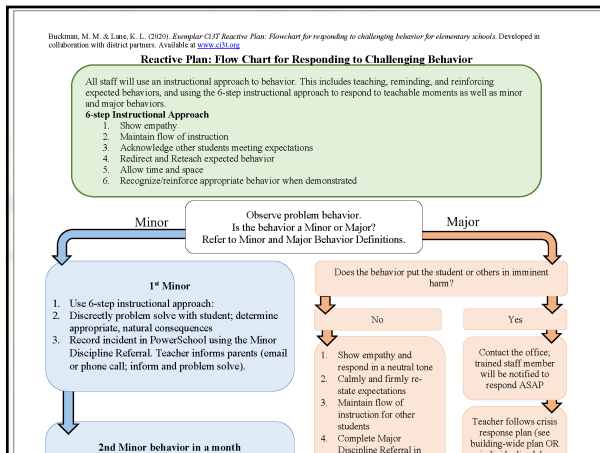 Buckman, M. M. & Lane, K. L. (2020). Exemplar Ci3T Reactive Plan: Flowchart for responding to challenging behavior for elementary schools. Developed in
collaboration with district partners. Available at www.ci3t.org
Reactive Plan: Flow Chart for Responding to Challenging Behavior
All staff will use an instructional approach to behavior. This includes teaching, reminding, and reinforcing
expected behaviors, and using the 6-step instructional approach to respond to teachable moments as well as minor
and major behaviors.
6-step Instructional Approach
1. Show empathy
2. Maintain flow of instruction
3. Acknowledge other students meeting expectations
4. Redirect and Reteach expected behavior
5. Allow time and space
6. Recognize/reinforce appropriate behavior when demonstrated
Minor
Observe problem behavior.
Is the behavior a Minor or Major?
Refer to Minor and Major Behavior Definitions.
Major
1st Minor
1. Use 6-step instructional approach:
2. Discreetly problem solve with student; determine
appropriate, natural consequences
3. Record incident in PowerSchool using the Minor
Discipline Referral. Teacher informs parents (email
or phone call; inform and problem solve).
2nd Minor behavior in a month
Does the behavior put the student or others in imminent
harm?
No
1. Show empathy and
respond in a neutral tone
2. Calmly and firmly re-
state expectations
3. Maintain flow of
instruction for other
students
4. Complete Major
Discipline Referral in
Yes
Contact the office;
trained staff member
will be notified to
respond ASAP
Teacher follows crisis
response plan (see
building-wide plan OR